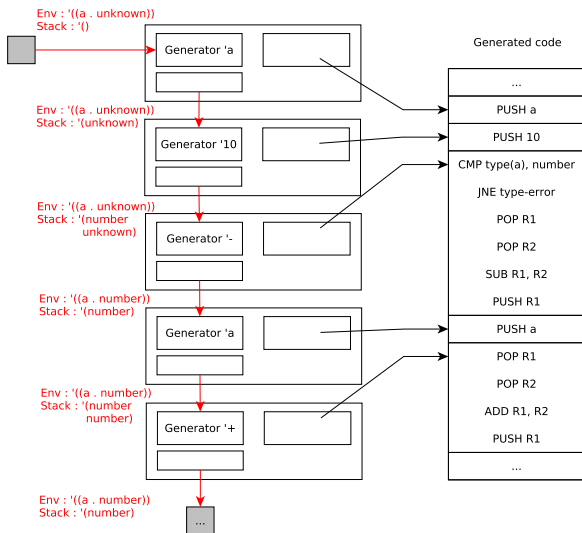 Env : '((a . unknown))
Stack : '()
Generator 'a
Generated code
...
Env : '((a . unknown))
Stack : '(unknown)
PUSH a
Generator '10
PUSH 10
CMP type(a), number
JNE type-error
Env : '((a . unknown))
Stack : '(number
unknown)
POP R1
Generator '-
POP R2
SUB R1, R2
Env : '((a . number))
Stack : '(number)
PUSH R1
Generator 'a
PUSH a
POP R1
POP R2
Env : '((a . number))
Stack : '(number
number)
ADD R1, R2
Generator '+
PUSH R1
...
Env : '((a . number))
Stack : '(number)
...